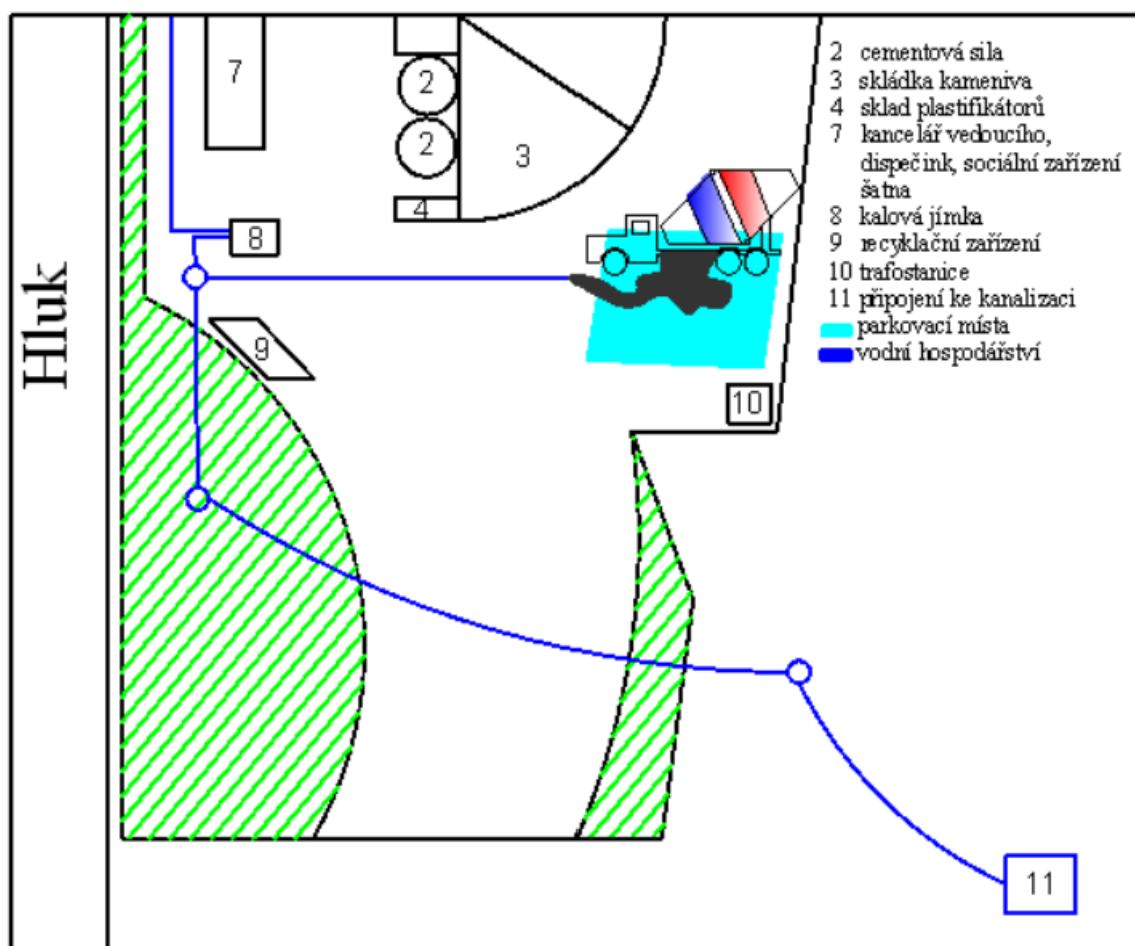 Hluk
7
2
2
3
4
8
9
10
11
2 cementová sila
3 skládka kameniva
4 sklad plastifikátorů
7 kancelář vedoucího,
dispečink, sociální zařízení
šatna
8 kalová jímka
9 recyklační zařízení
10 trafostanice
11 připojení ke kanalizaci
parkovací místa
vodní hospodářství